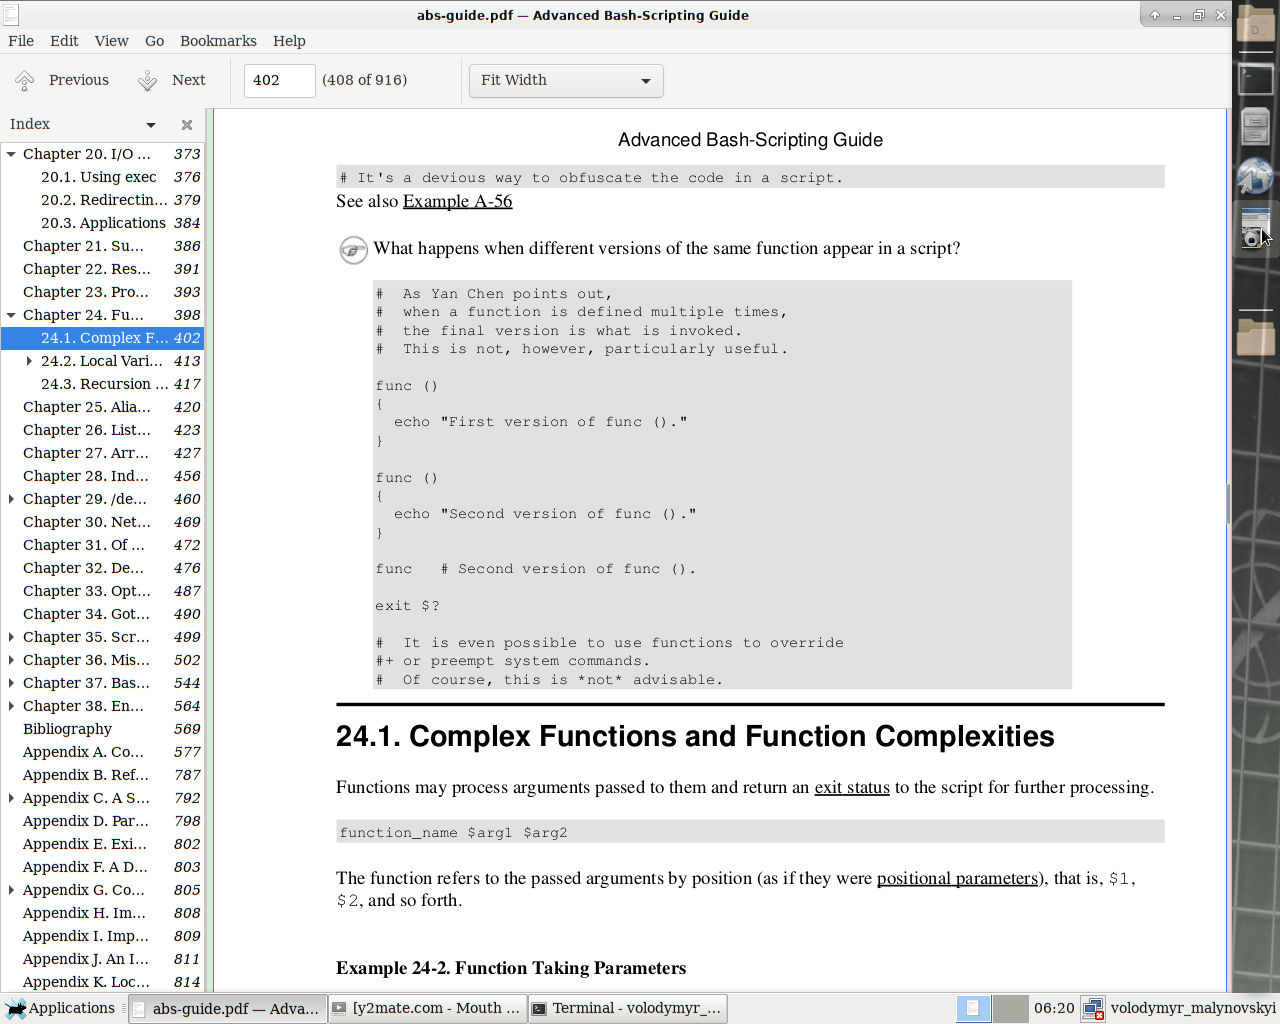 abs-guide.pdf — Advanced Bash-Scripting Guide
File Edit View Go Bookmarks Help
Previous Next 402 (408 of 916) Fit Width
Index
Chapter 20. I/O ... 373
20.1. Using exec 376
20.2. Redirectin... 379
20.3. Applications 384
Chapter 21. Su... 386
Chapter 22. Res... 391
Chapter 23. Pro... 393
Chapter 24. Fu... 398
24.1. Complex F... 402
24.2. Local Vari... 413
24.3. Recursion ... 417
Chapter 25. Alia... 420
Chapter 26. List... 423
Chapter 27. Arr... 427
Chapter 28. Ind... 456
Chapter 29. /de... 460
Chapter 30. Net... 469
Chapter 31. Of ... 472
Chapter 32. De... 476
Chapter 33. Opt... 487
Chapter 34. Got... 490
Chapter 35. Scr... 499
Chapter 36. Mis... 502
Chapter 37. Bas... 544
Chapter 38. En... 564
Bibliography 569
Appendix A. Co... 577
Appendix B. Ref... 787
Appendix C. A S... 792
Appendix D. Par... 798
Appendix E. Exi... 802
Appendix F. A D... 803
Appendix G. Co... 805
Appendix H. Im... 808
Appendix I. Imp... 809
Appendix J. An I... 811
Appendix K. Loc... 814
Advanced Bash-Scripting Guide
# It's a devious way to obfuscate the code in a script.
See also Example A-56
What happens when different versions of the same function appear in a script?
#  As Yan Chen points out,
#  when a function is defined multiple times,
#  the final version is what is invoked.
#  This is not, however, particularly useful.
func ()
{
  echo "First version of func ()."
}
func ()
{
  echo "Second version of func ()."
}
func   # Second version of func ().
exit $?
#  It is even possible to use functions to override
#+ or preempt system commands.
#  Of course, this is *not* advisable.
24.1. Complex Functions and Function Complexities
Functions may process arguments passed to them and return an exit status to the script for further processing.
function_name $arg1 $arg2
The function refers to the passed arguments by position (as if they were positional parameters), that is, $1,
$2, and so forth.
Example 24-2. Function Taking Parameters
Applications abs-guide.pdf — Adva... [y2mate.com - Mouth ... Terminal - volodymyr_... 06:20 volodymyr_malynovskyi